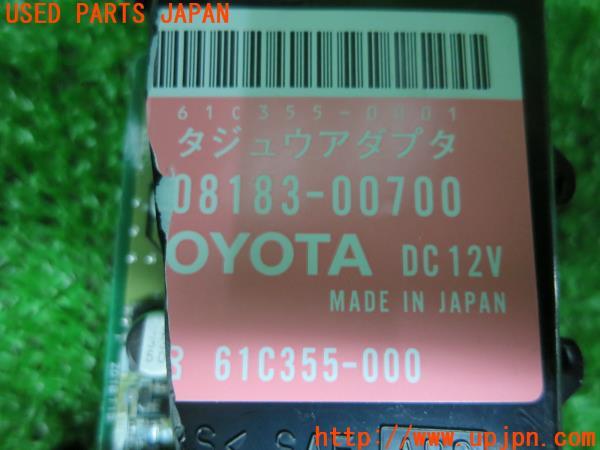 USED PARTS JAPAN
61C355-0001
タジュウアダプタ
08183-00700
OYOTA DC12V
MADE IN JAPAN
61C355-000
http://www.upjpn.com